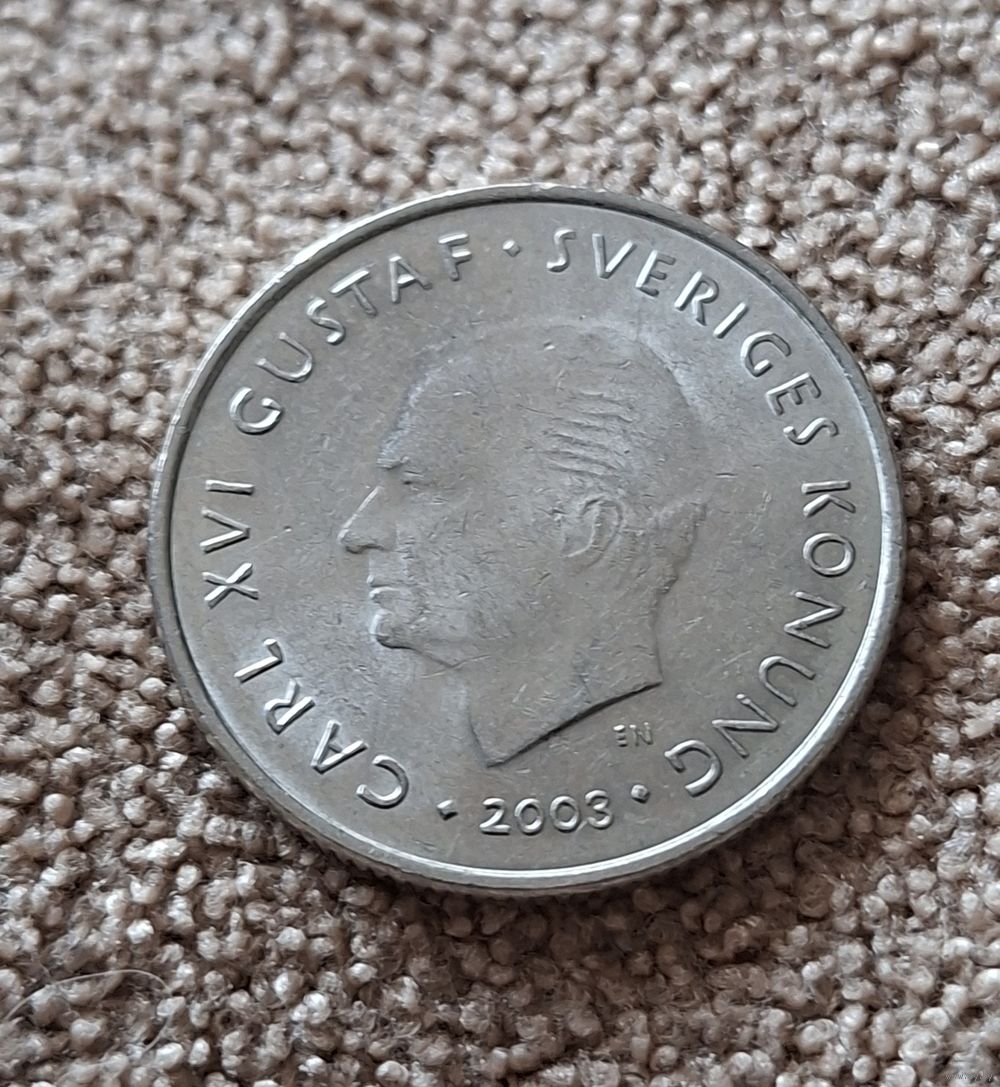 CARL XVI GUSTAF · SVERIGES KONUNG
· 2003 ·
EN